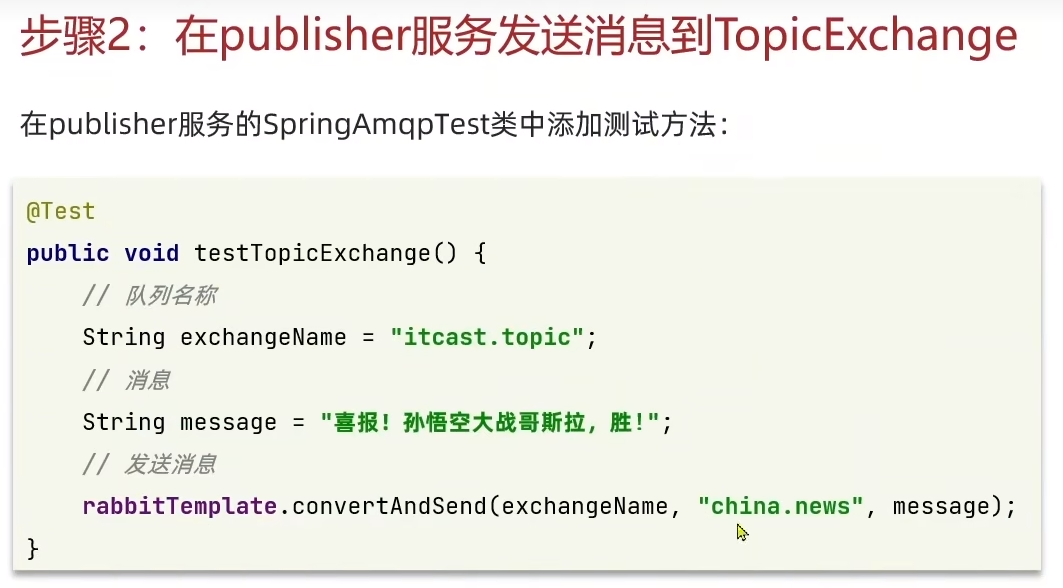 步骤2：在publisher服务发送消息到TopicExchange
在publisher服务的SpringAmqpTest类中添加测试方法：
@Test
public void testTopicExchange() {
    // 队列名称
    String exchangeName = "itcast.topic";
    // 消息
    String message = "喜报！孙悟空大战哥斯拉，胜!";
    // 发送消息
    rabbitTemplate.convertAndSend(exchangeName, "china.news", message);
}